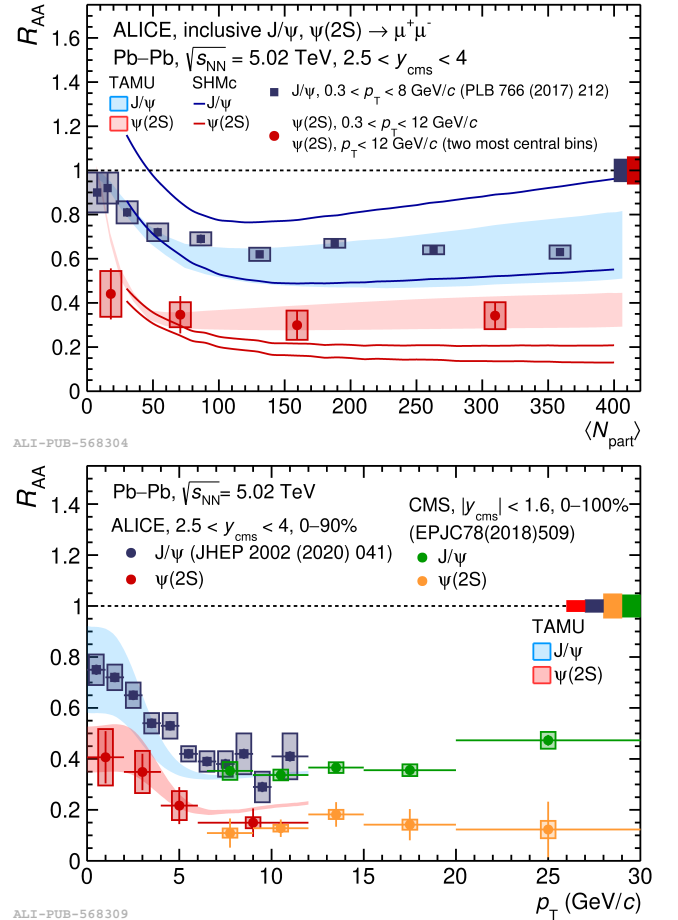 ALICE, inclusive J/ψ, ψ(2S) → μ⁺μ⁻
Pb–Pb, √s_NN = 5.02 TeV, 2.5 < y_cms < 4
TAMU SHMc
J/ψ J/ψ
ψ(2S) ψ(2S)
J/ψ, 0.3 < p_T < 8 GeV/c (PLB 766 (2017) 212)
ψ(2S), 0.3 < p_T < 12 GeV/c
ψ(2S), p_T < 12 GeV/c (two most central bins)
R_AA
1.6
1.4
1.2
1
0.8
0.6
0.4
0.2
0
0 50 100 150 200 250 300 350 400
⟨N_part⟩
ALI-PUB-568304
R_AA
Pb–Pb, √s_NN = 5.02 TeV
ALICE, 2.5 < y_cms < 4, 0–90%
J/ψ (JHEP 2002 (2020) 041)
ψ(2S)
CMS, |y_cms| < 1.6, 0–100%
(EPJC78(2018)509)
J/ψ
ψ(2S)
TAMU
J/ψ
ψ(2S)
1.4
1.2
1
0.8
0.6
0.4
0.2
0
0 5 10 15 20 25 30
p_T (GeV/c)
ALI-PUB-568309